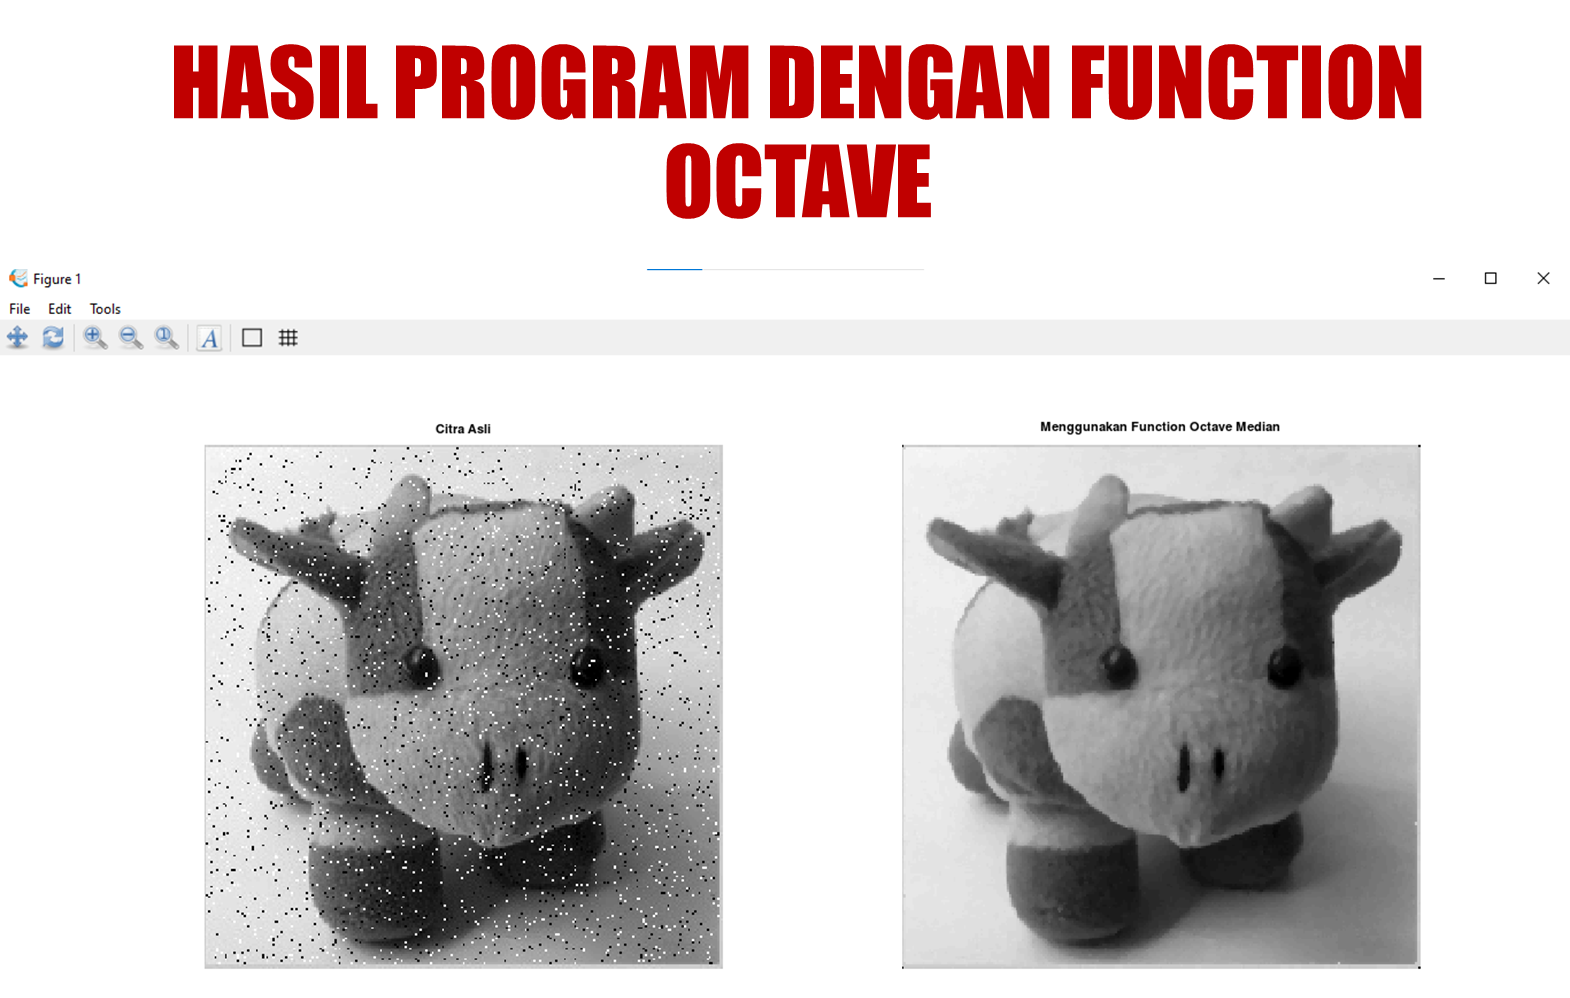 HASIL PROGRAM DENGAN FUNCTION
OCTAVE
Figure 1
File Edit Tools
A
Citra Asli
Menggunakan Function Octave Median